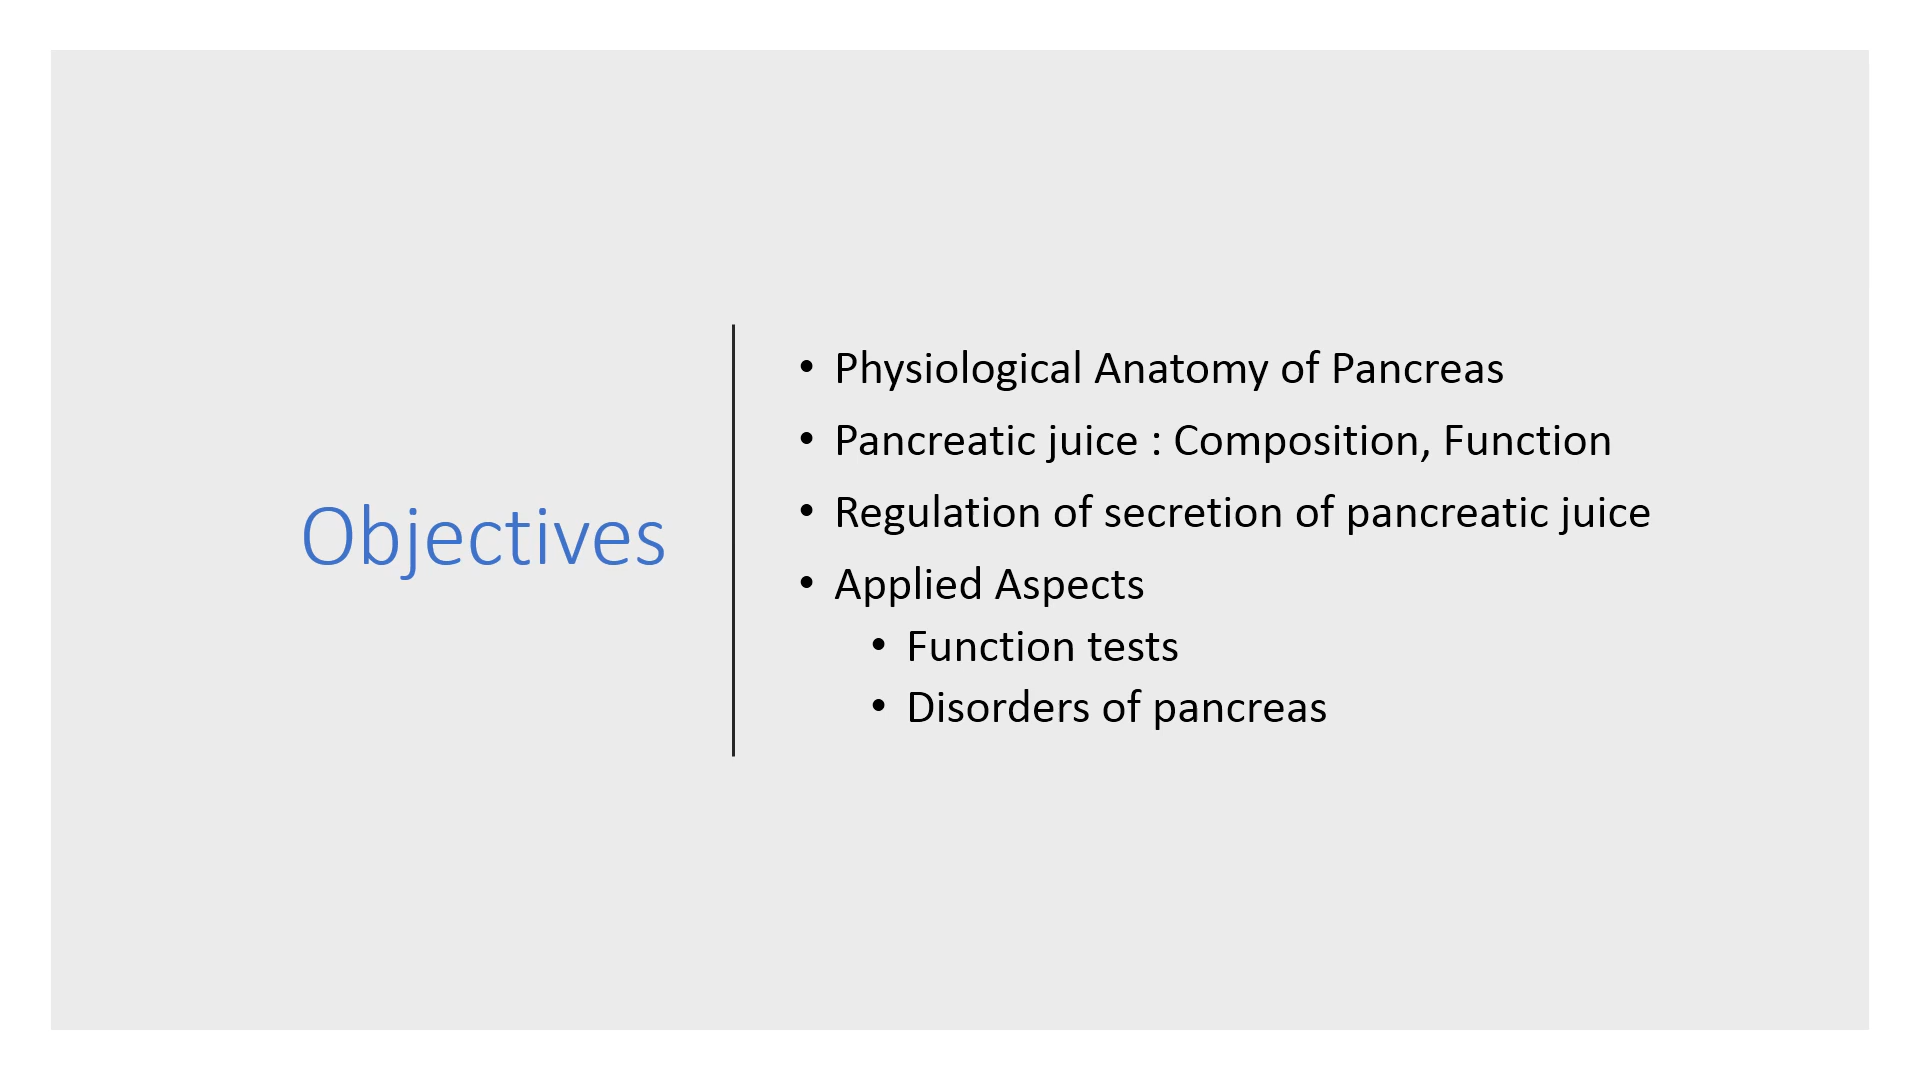 Objectives
• Physiological Anatomy of Pancreas
• Pancreatic juice : Composition, Function
• Regulation of secretion of pancreatic juice
• Applied Aspects
• Function tests
• Disorders of pancreas